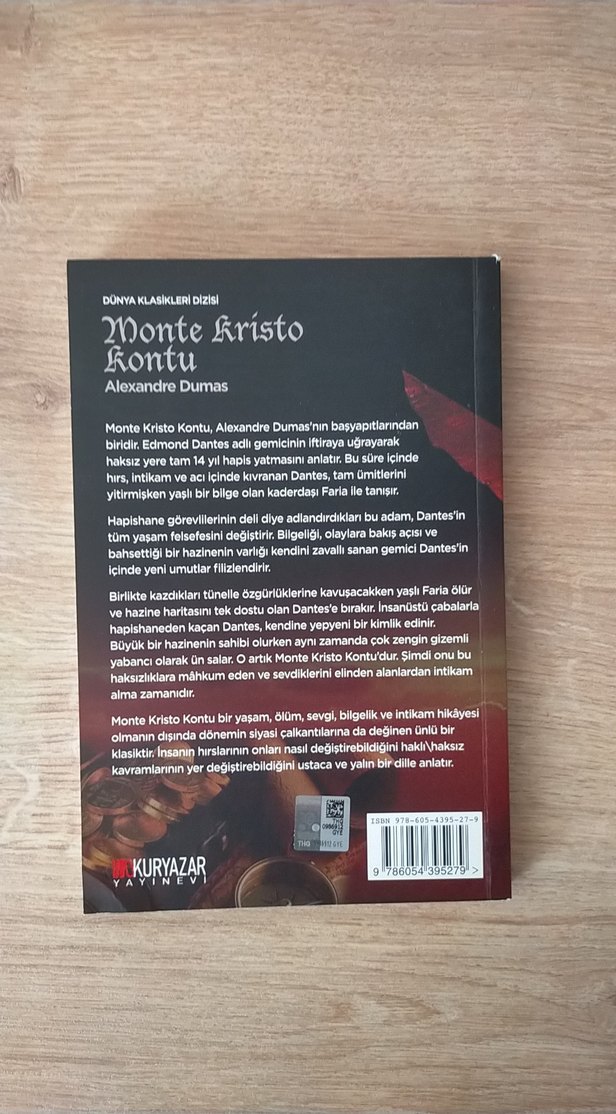 DÜNYA KLASİKLERİ DİZİSİ
Monte Kristo
Kontu
Alexandre Dumas
Monte Kristo Kontu, Alexandre Dumas'nın başyapıtlarından
biridir. Edmond Dantes adlı gemicinin iftiraya uğrayarak
haksız yere tam 14 yıl hapis yatmasını anlatır. Bu süre içinde
hırs, intikam ve acı içinde kıvranan Dantes, tam ümitlerini
yitirmişken yaşlı bir bilge olan kaderdaşı Faria ile tanışır.
Hapishane görevlilerinin deli diye adlandırdıkları bu adam, Dantes'in
tüm yaşam felsefesini değiştirir. Bilgeliği, olaylara bakış açısı ve
bahsettiği bir hazinenin varlığı kendini zavallı sanan gemici Dantes'in
içinde yeni umutlar filizlendir.
Birlikte kazdıkları tünelle özgürlüklerine kavuşacakken yaşlı Faria ölür
ve hazine haritasını tek dostu olan Dantes'e bırakır. İnsanüstü çabalarla
hapishaneden kaçan Dantes, kendine yepyeni bir kimlik edinir.
Büyük bir hazinenin sahibi olurken aynı zamanda çok zengin gizemli
yabancı olarak ün salar. O artık Monte Kristo Kontu'dur. Şimdi onu bu
haksızlıklara mâhkum eden ve sevdiklerini elinden alanlardan intikam
alma zamanıdır.
Monte Kristo Kontu bir yaşam, ölüm, sevgi, bilgelik ve intikam hikâyesi
olmanın dışında dönemin siyasi çalkantılarına da değinen ünlü bir
klasiktir. İnsanın hırslarının onları nasıl değiştirebildiğini haklı\haksız
kavramlarının yer değiştirebildiğini ustaca ve yalın bir dille anlatır.
THG
GYE
THG
GYE
KURYAZAR
YAYINEVİ
ISBN 978-605-4395-27-9
9 786054 395279 >